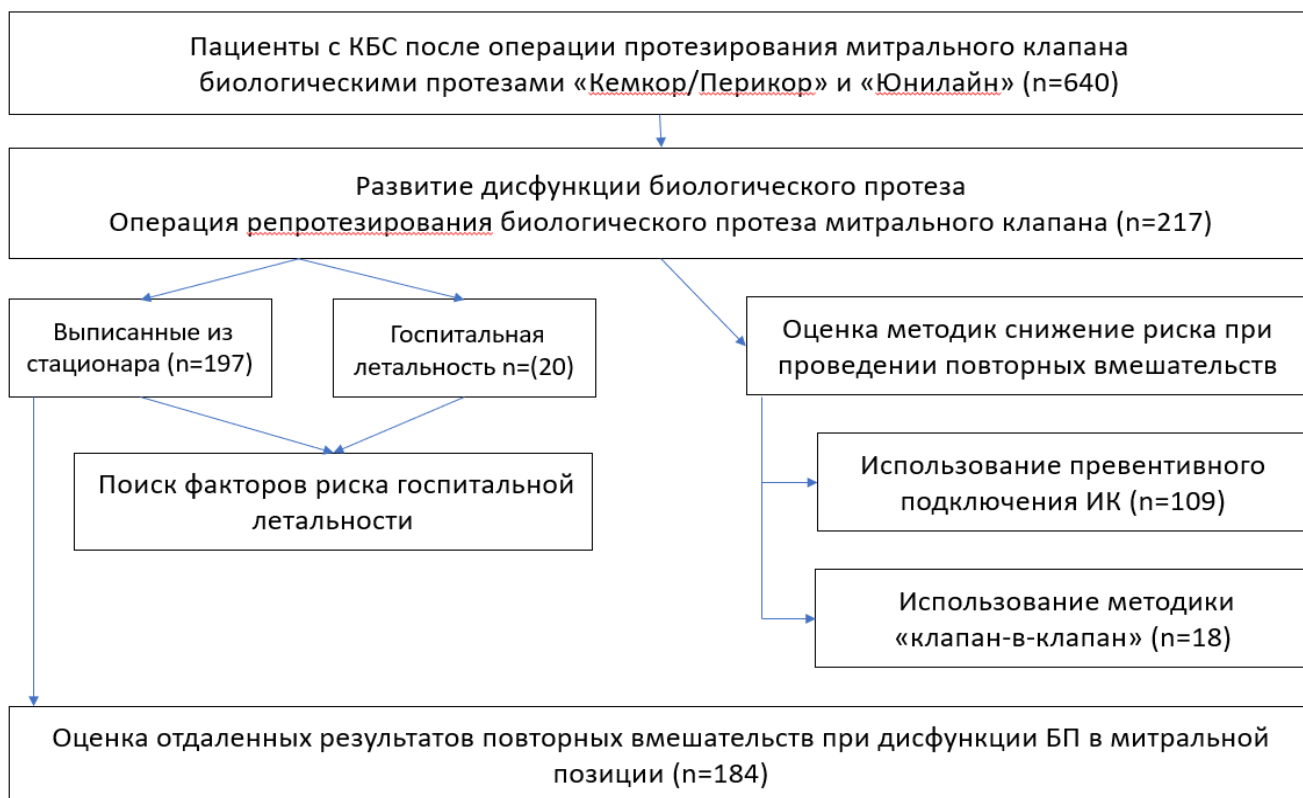 Пациенты с КБС после операции протезирования митрального клапана
биологическими протезами «Кемкор/Перикор» и «Юнилайн» (n=640)
Развитие дисфункции биологического протеза
Операция репротезирования биологического протеза митрального клапана (n=217)
Выписанные из
стационара (n=197)
Госпитальная
летальность n=(20)
Оценка методик снижение риска при
проведении повторных вмешательств
Поиск факторов риска госпитальной
летальности
Использование превентивного
подключения ИК (n=109)
Использование методики
«клапан-в-клапан» (n=18)
Оценка отдаленных результатов повторных вмешательств при дисфункции БП в митральной
позиции (n=184)